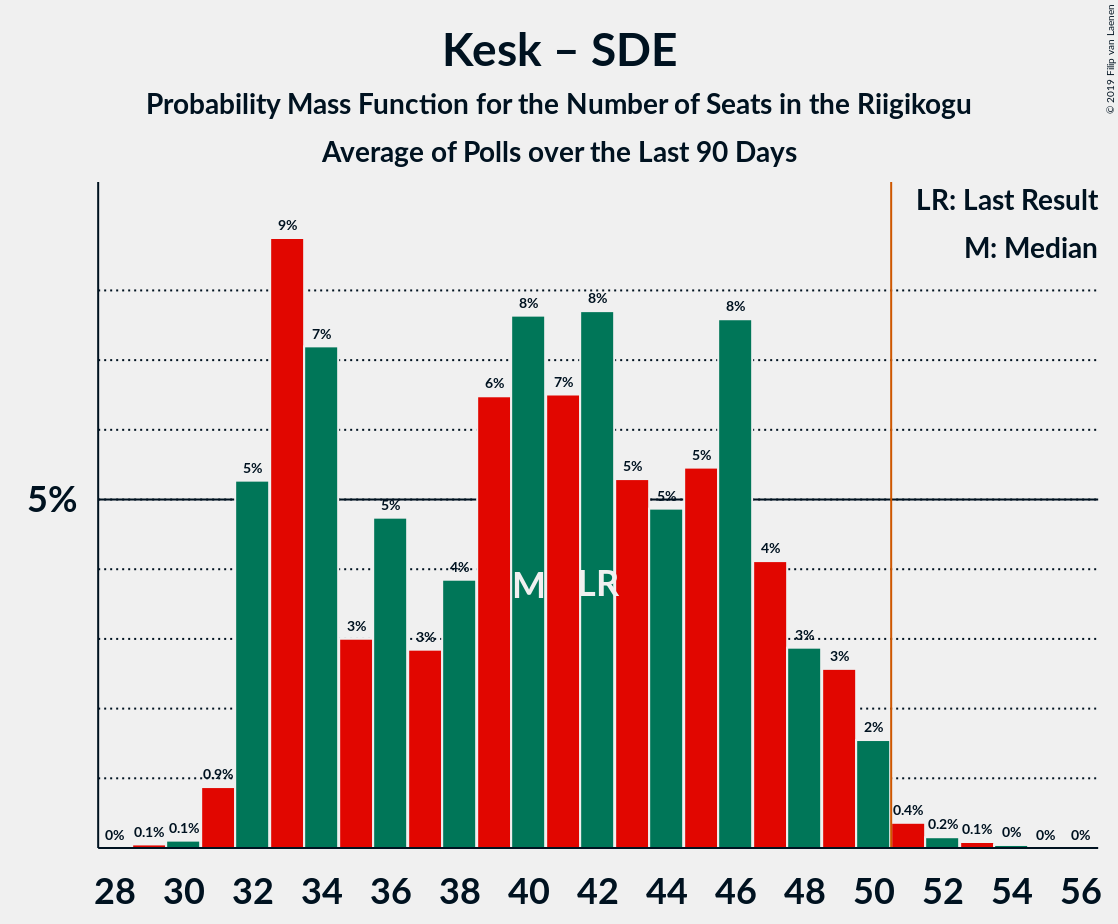 Kesk – SDE
Probability Mass Function for the Number of Seats in the Riigikogu
Average of Polls over the Last 90 Days
© 2019 Filip van Laenen
LR: Last Result
M: Median
5%
0% 0.1% 0.1% 0.9% 5% 9% 7% 3% 5% 3% 4% 6% 8% 7% 8% 5% 5% 5% 8% 4% 3% 3% 2% 0.4% 0.2% 0.1% 0% 0% 0%
M LR
28 30 32 34 36 38 40 42 44 46 48 50 52 54 56